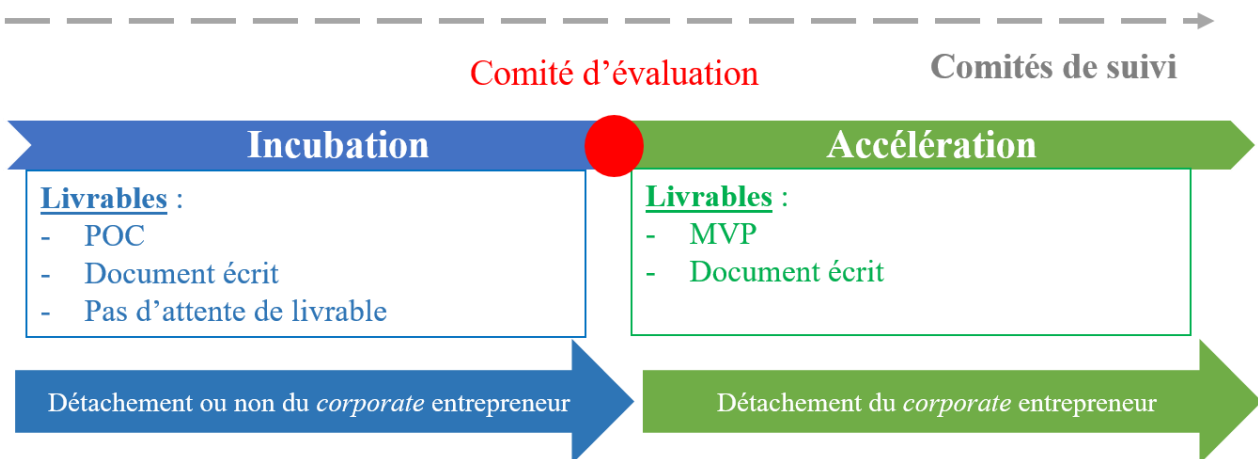 Comité d’évaluation
Comités de suivi
Incubation
Accélération
Livrables :
- POC
- Document écrit
- Pas d’attente de livrable
Livrables :
- MVP
- Document écrit
Détachement ou non du corporate entrepreneur
Détachement du corporate entrepreneur